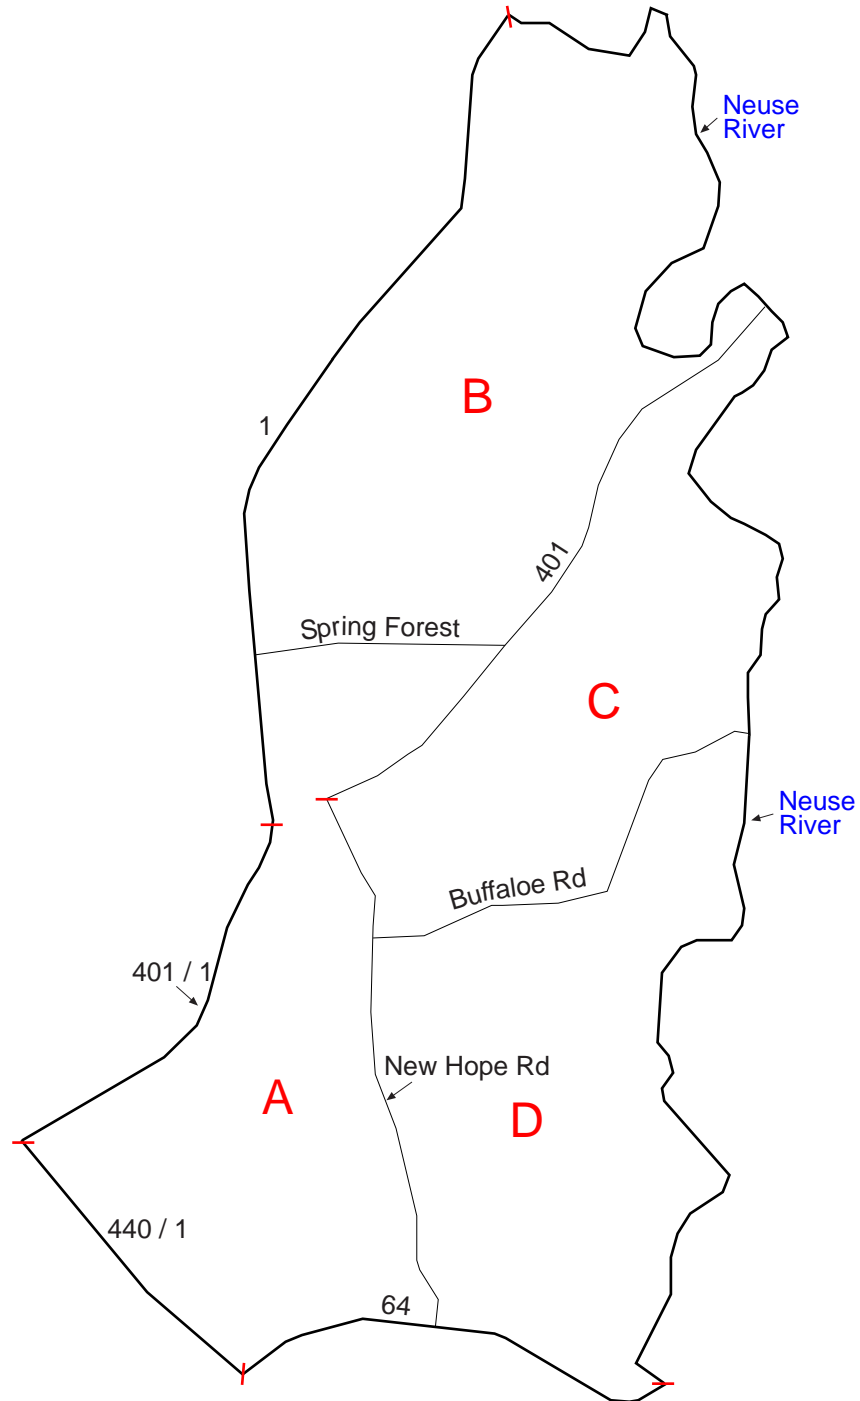 Neuse
River
B
1
401
Spring Forest
C
Neuse
River
Buffaloe Rd
401 / 1
New Hope Rd
A
D
440 / 1
64